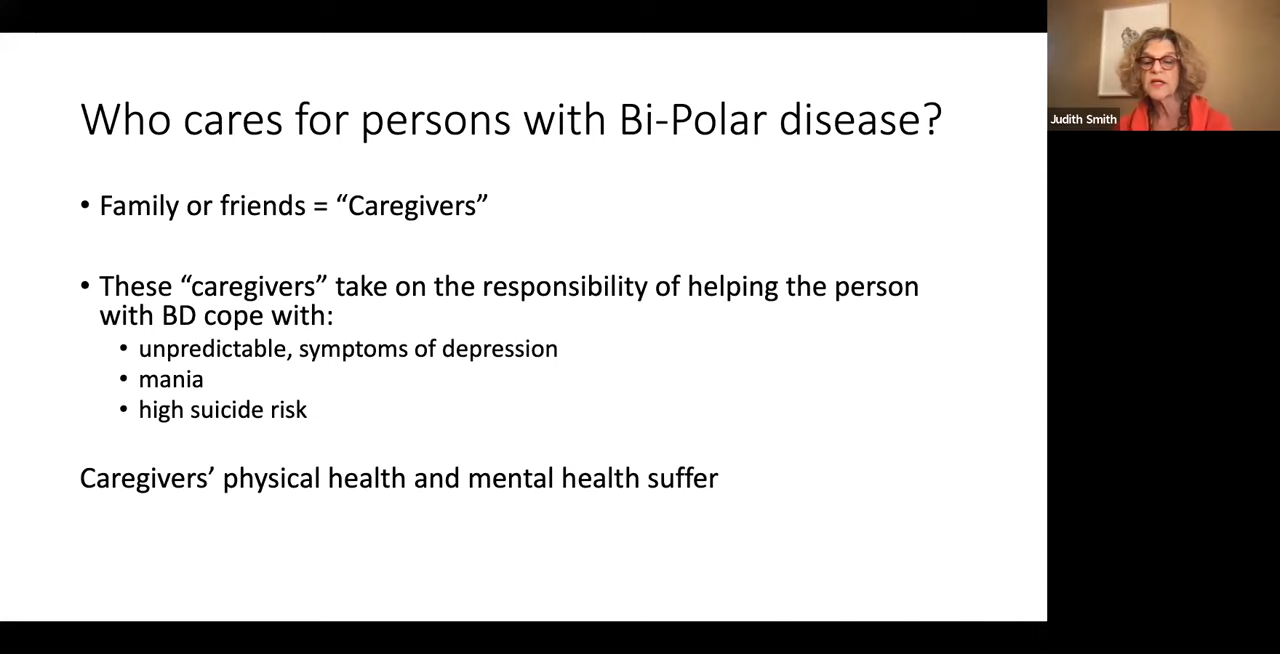 Who cares for persons with Bi-Polar disease?
• Family or friends = “Caregivers”
• These “caregivers” take on the responsibility of helping the person
with BD cope with:
• unpredictable, symptoms of depression
• mania
• high suicide risk
Caregivers’ physical health and mental health suffer
Judith Smith